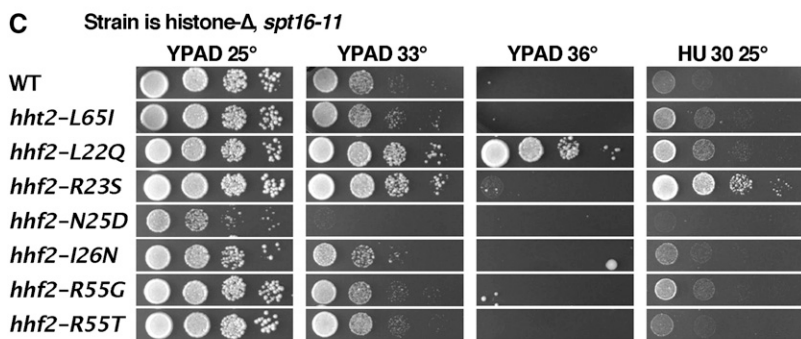 C Strain is histone-Δ, spt16-11
YPAD 25° YPAD 33° YPAD 36° HU 30 25°
WT
hht2-L65I
hhf2-L22Q
hhf2-R23S
hhf2-N25D
hhf2-I26N
hhf2-R55G
hhf2-R55T